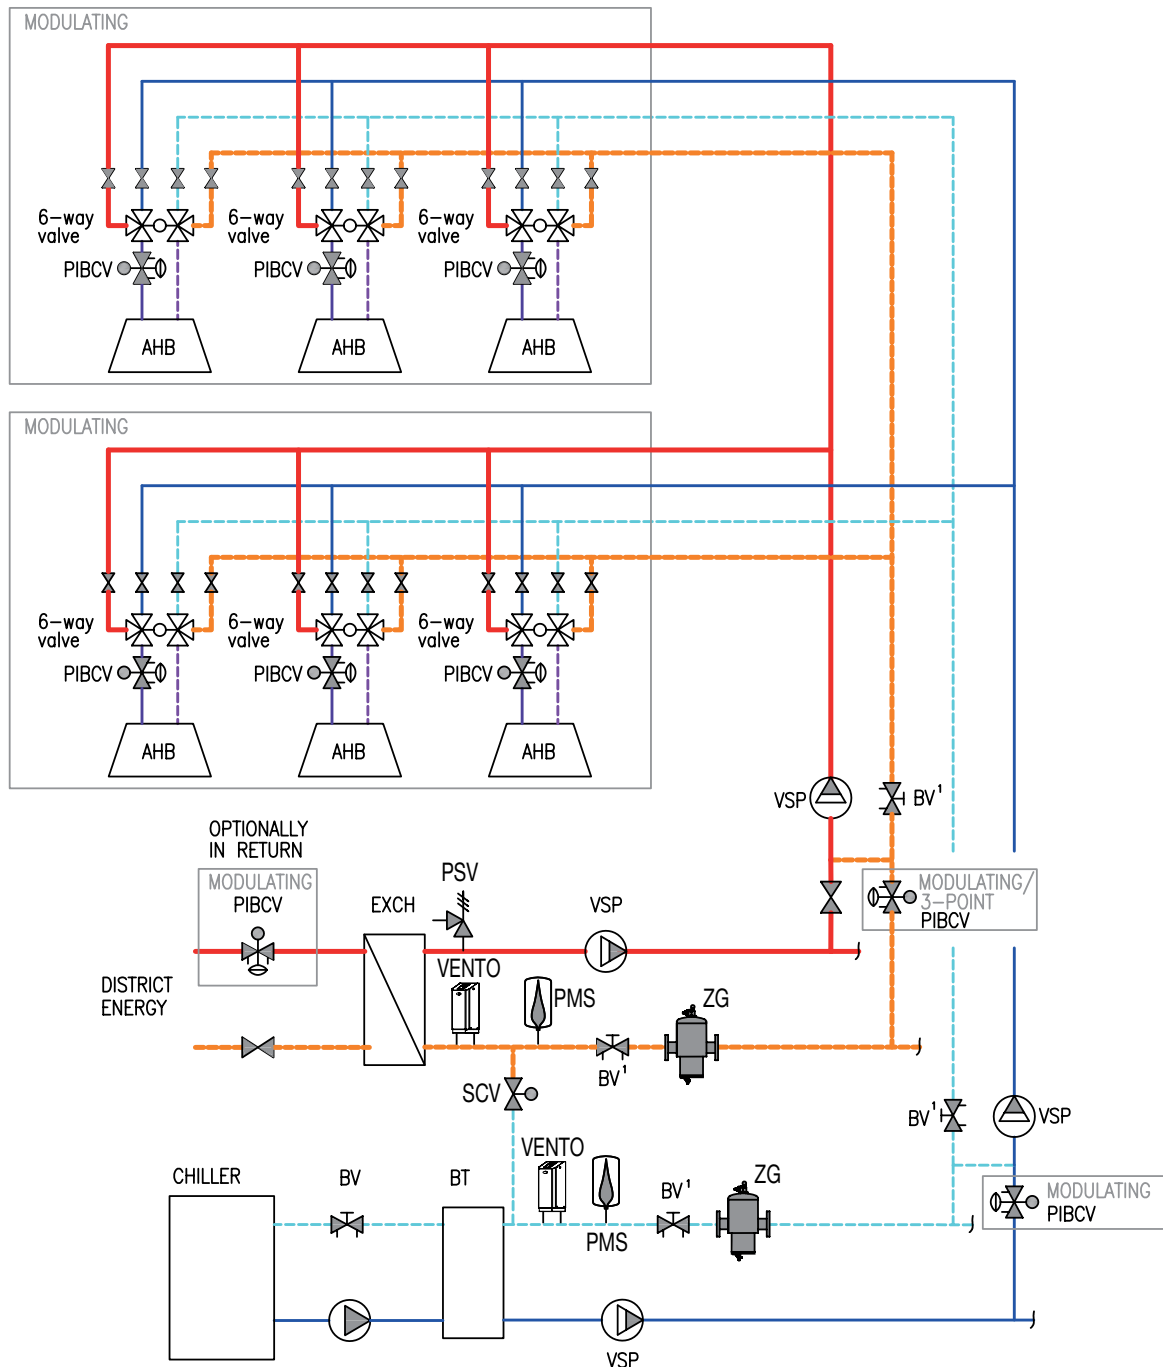 MODULATING
6-way
valve
6-way
valve
6-way
valve
PIBCV
PIBCV
PIBCV
AHB
AHB
AHB
MODULATING
6-way
valve
6-way
valve
6-way
valve
PIBCV
PIBCV
PIBCV
AHB
AHB
AHB
VSP
BV¹
OPTIONALLY
IN RETURN
MODULATING
PIBCV
EXCH
PSV
VSP
MODULATING/
3-POINT
PIBCV
DISTRICT
ENERGY
VENTO
PMS
ZG
BV¹
SCV
BV¹
VSP
CHILLER
BV
BT
VENTO
PMS
BV¹
ZG
MODULATING
PIBCV
VSP